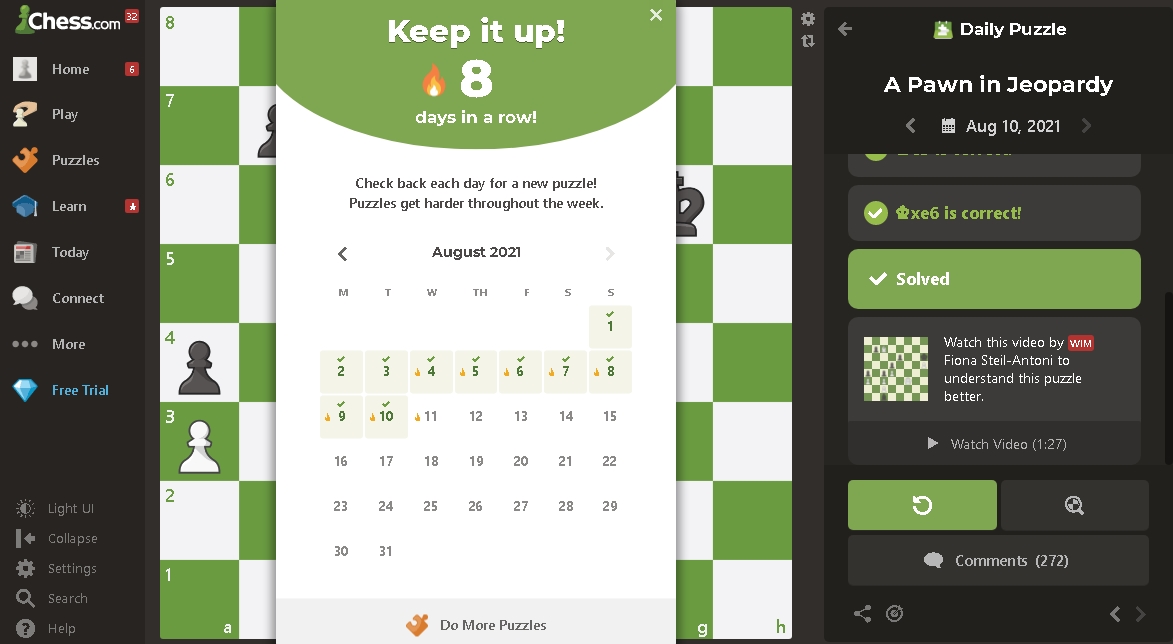 Chess.com 32
Home 6
Play
Puzzles
Learn
Today
Connect
More
Free Trial
Light UI
Collapse
Settings
Search
Help
8
7
6
5
4
3
2
1
a
g
h
Keep it up!
8
days in a row!
Check back each day for a new puzzle!
Puzzles get harder throughout the week.
August 2021
M T W TH F S S
1
2 3 4 5 6 7 8
9 10 11 12 13 14 15
16 17 18 19 20 21 22
23 24 25 26 27 28 29
30 31
Do More Puzzles
Daily Puzzle
A Pawn in Jeopardy
Aug 10, 2021
♚xe6 is correct!
Solved
Watch this video by WIM
Fiona Steil-Antoni to
understand this puzzle
better.
Watch Video (1:27)
Comments (272)